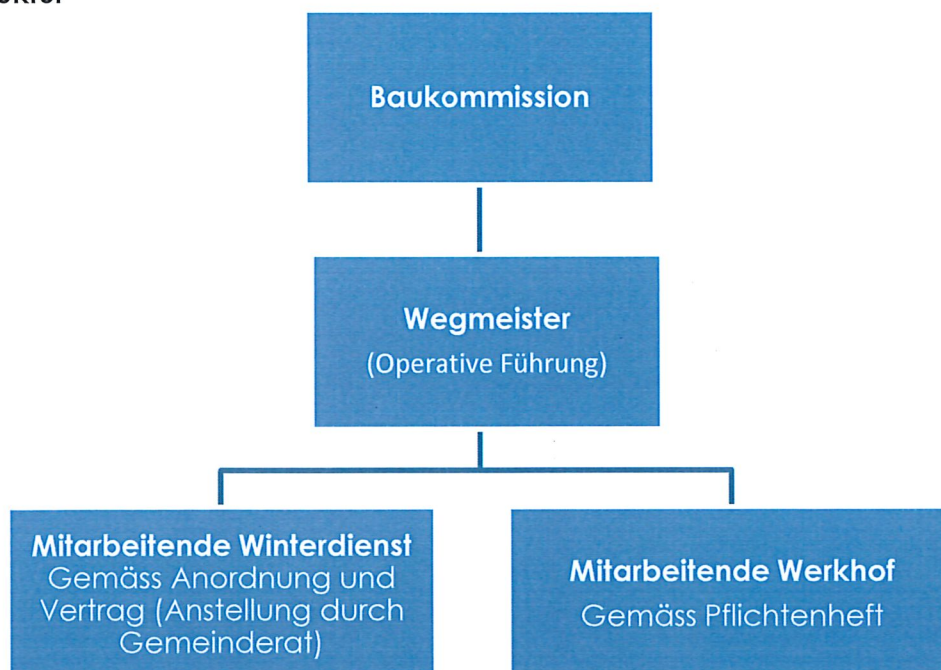 Baukommission
Wegmeister
(Operative Führung)
Mitarbeitende Winterdienst
Gemäss Anordnung und
Vertrag (Anstellung durch
Gemeinderat)
Mitarbeitende Werkhof
Gemäss Pflichtenheft